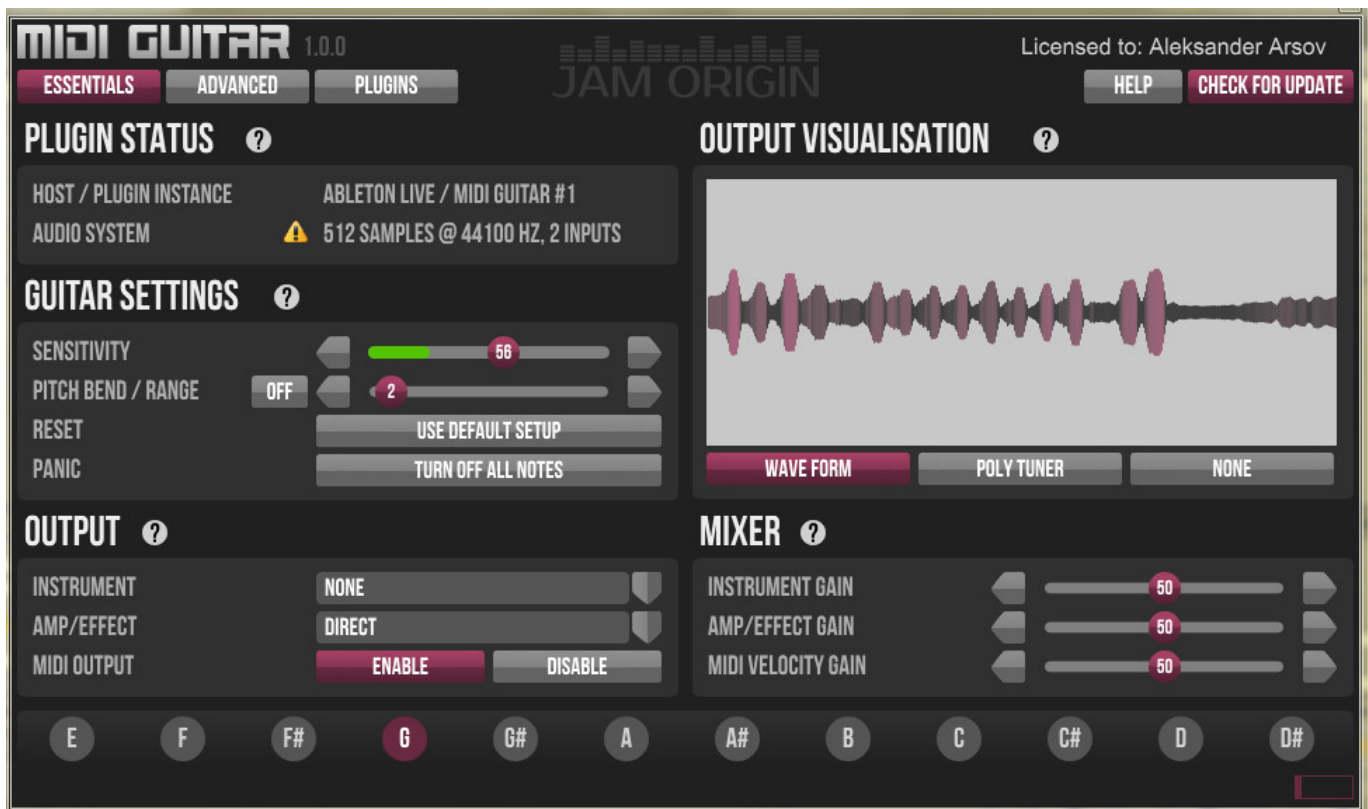 MIDI GUITAR 1.0.0
JAM ORIGIN
Licensed to: Aleksander Arsov
ESSENTIALS ADVANCED PLUGINS
HELP CHECK FOR UPDATE
PLUGIN STATUS ?
HOST / PLUGIN INSTANCE ABLETON LIVE / MIDI GUITAR #1
AUDIO SYSTEM 512 SAMPLES @ 44100 HZ, 2 INPUTS
GUITAR SETTINGS ?
SENSITIVITY 56
PITCH BEND / RANGE OFF 2
RESET USE DEFAULT SETUP
PANIC TURN OFF ALL NOTES
OUTPUT VISUALISATION ?
WAVE FORM POLY TUNER NONE
OUTPUT ?
INSTRUMENT NONE
AMP/EFFECT DIRECT
MIDI OUTPUT ENABLE DISABLE
MIXER ?
INSTRUMENT GAIN 50
AMP/EFFECT GAIN 50
MIDI VELOCITY GAIN 50
E F F# G G# A A# B C C# D D#